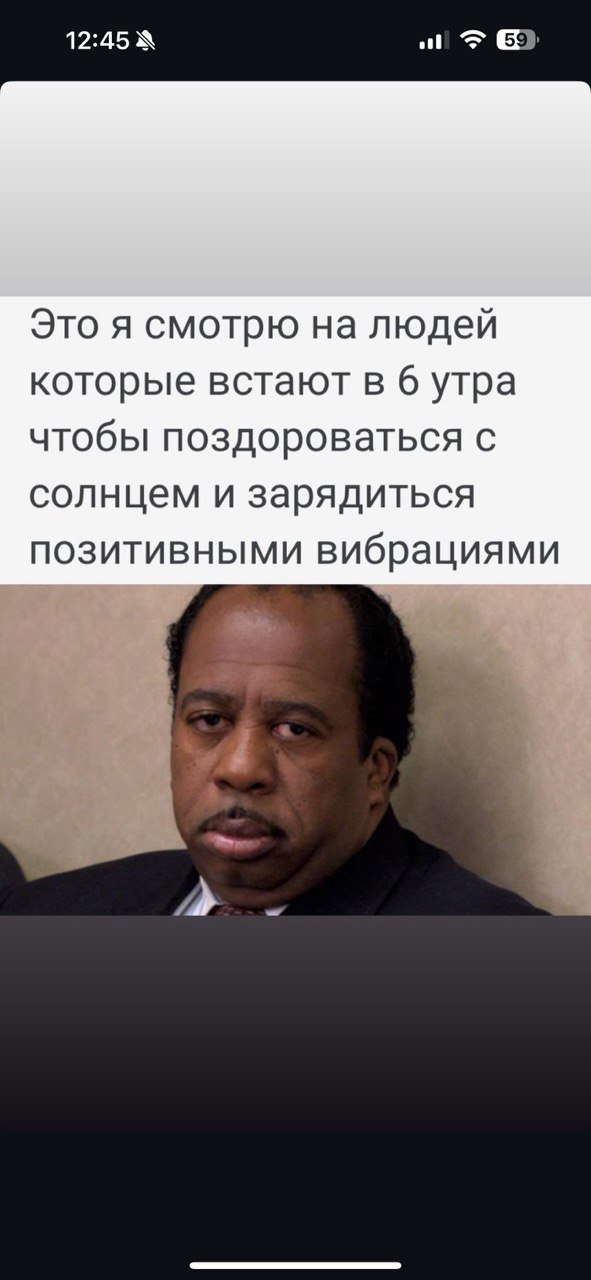 12:45
59
Это я смотрю на людей
которые встают в 6 утра
чтобы поздороваться с
солнцем и зарядиться
позитивными вибрациями